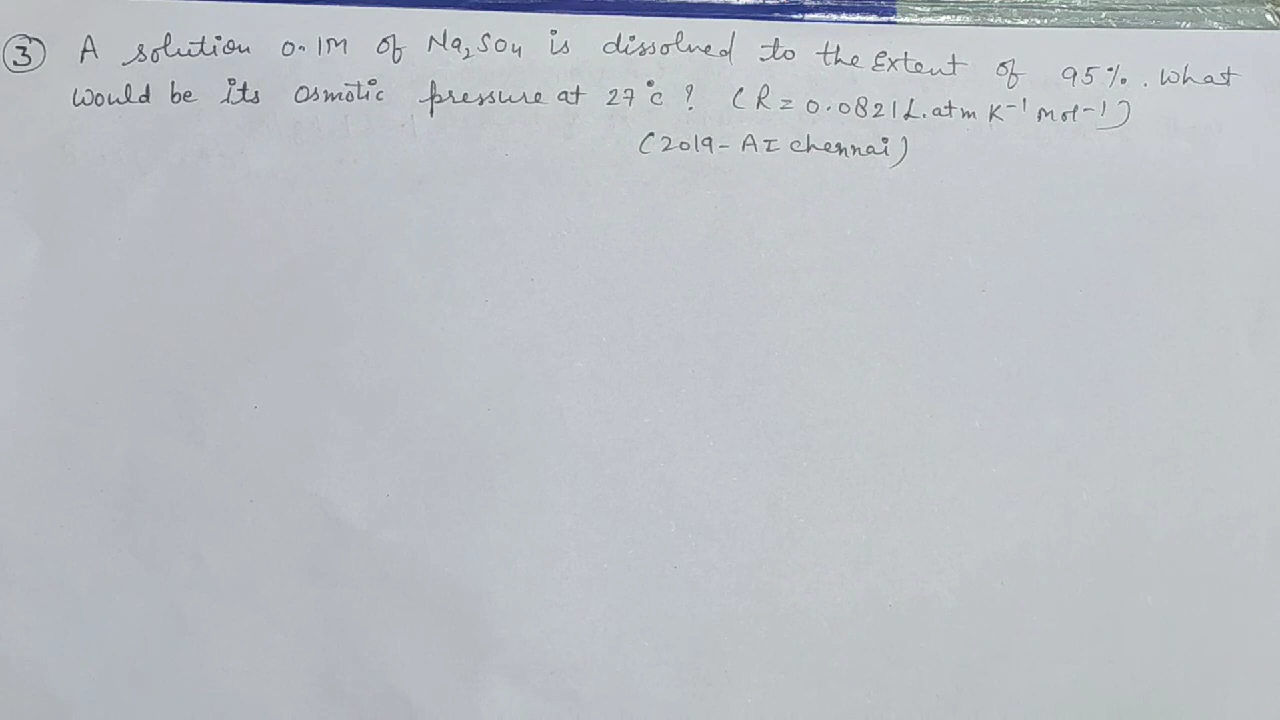 ③ A solution 0.1M of Na2SO4 is dissolved to the Extent of 95%. What
would be its osmotic pressure at 27°c ? (R = 0.0821L.atm K-1 mol-1)
(2019- AI chennai)